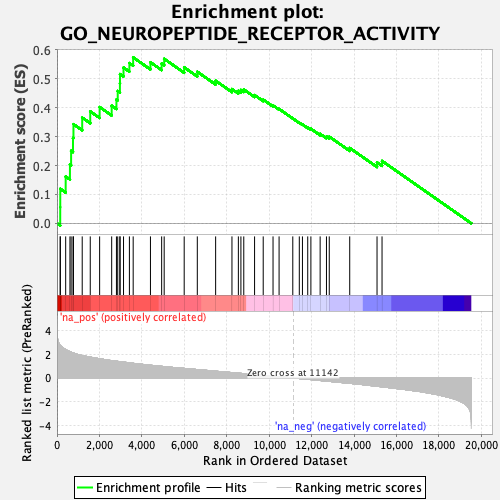 Enrichment plot:
GO_NEUROPEPTIDE_RECEPTOR_ACTIVITY
Enrichment score (ES)
0.6
0.5
0.4
0.3
0.2
0.1
0.0
'na_pos' (positively correlated)
Ranked list metric (PreRanked)
4
2
0
-2
-4
Zero cross at 11142
'na_neg' (negatively correlated)
0
2,000
4,000
6,000
8,000
10,000
12,000
14,000
16,000
18,000
20,000
Rank in Ordered Dataset
Enrichment profile
Hits
Ranking metric scores